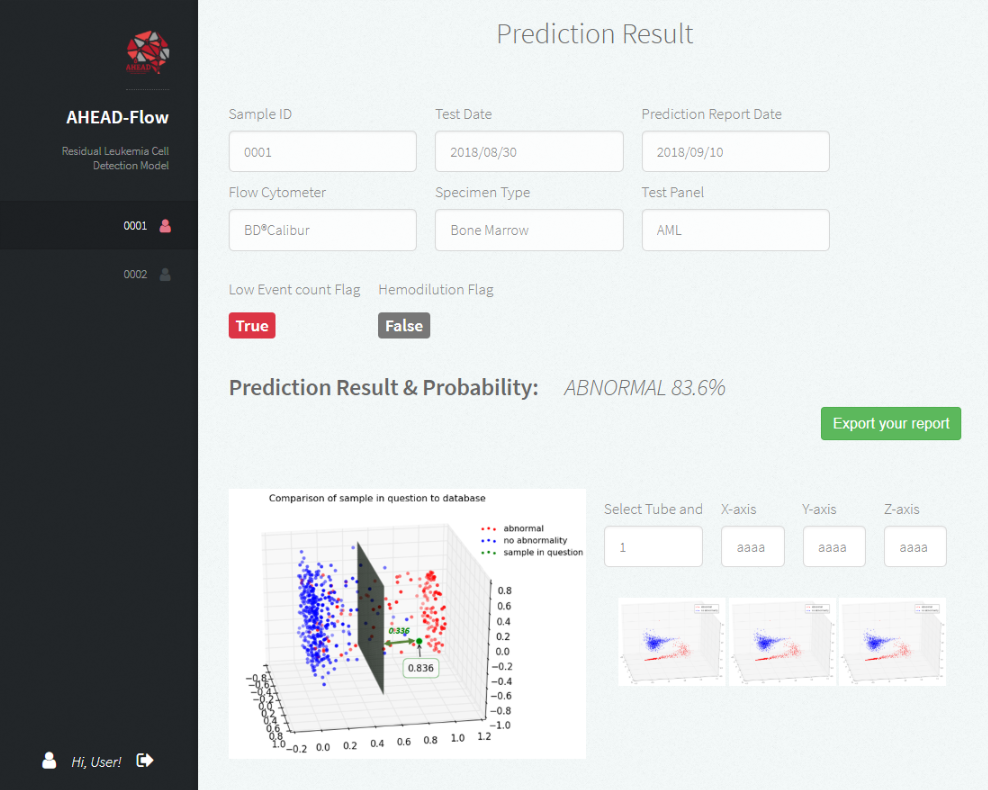 Prediction Result
AHEAD
AHEAD-Flow
Residual Leukemia Cell
Detection Model
0001
0002
Hi, User!
Sample ID Test Date Prediction Report Date
0001 2018/08/30 2018/09/10
Flow Cytometer Specimen Type Test Panel
BD®Calibur Bone Marrow AML
Low Event count Flag Hemodilution Flag
True False
Prediction Result & Probability: ABNORMAL 83.6%
Export your report
Comparison of sample in question to database
abnormal
no abnormality
sample in question
0.336
0.836
0.8
0.6
0.4
0.2
0.0
−0.2
−0.4
−0.6
−0.8
−1.0
−0.8
−0.6
−0.4
−0.2
0.0
0.2
0.4
0.6
0.8
1.0
−0.2 0.0 0.2 0.4 0.6 0.8 1.0 1.2
Select Tube and X-axis Y-axis Z-axis
1 aaaa aaaa aaaa